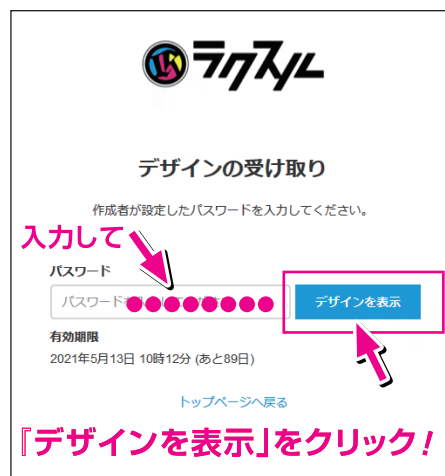 ラクスル
デザインの受け取り
作成者が設定したパスワードを入力してください。
入力して
パスワード
パスワード
デザインを表示
有効期限
2021年5月13日 10時12分 (あと89日)
トップページへ戻る
『デザインを表示」をクリック!